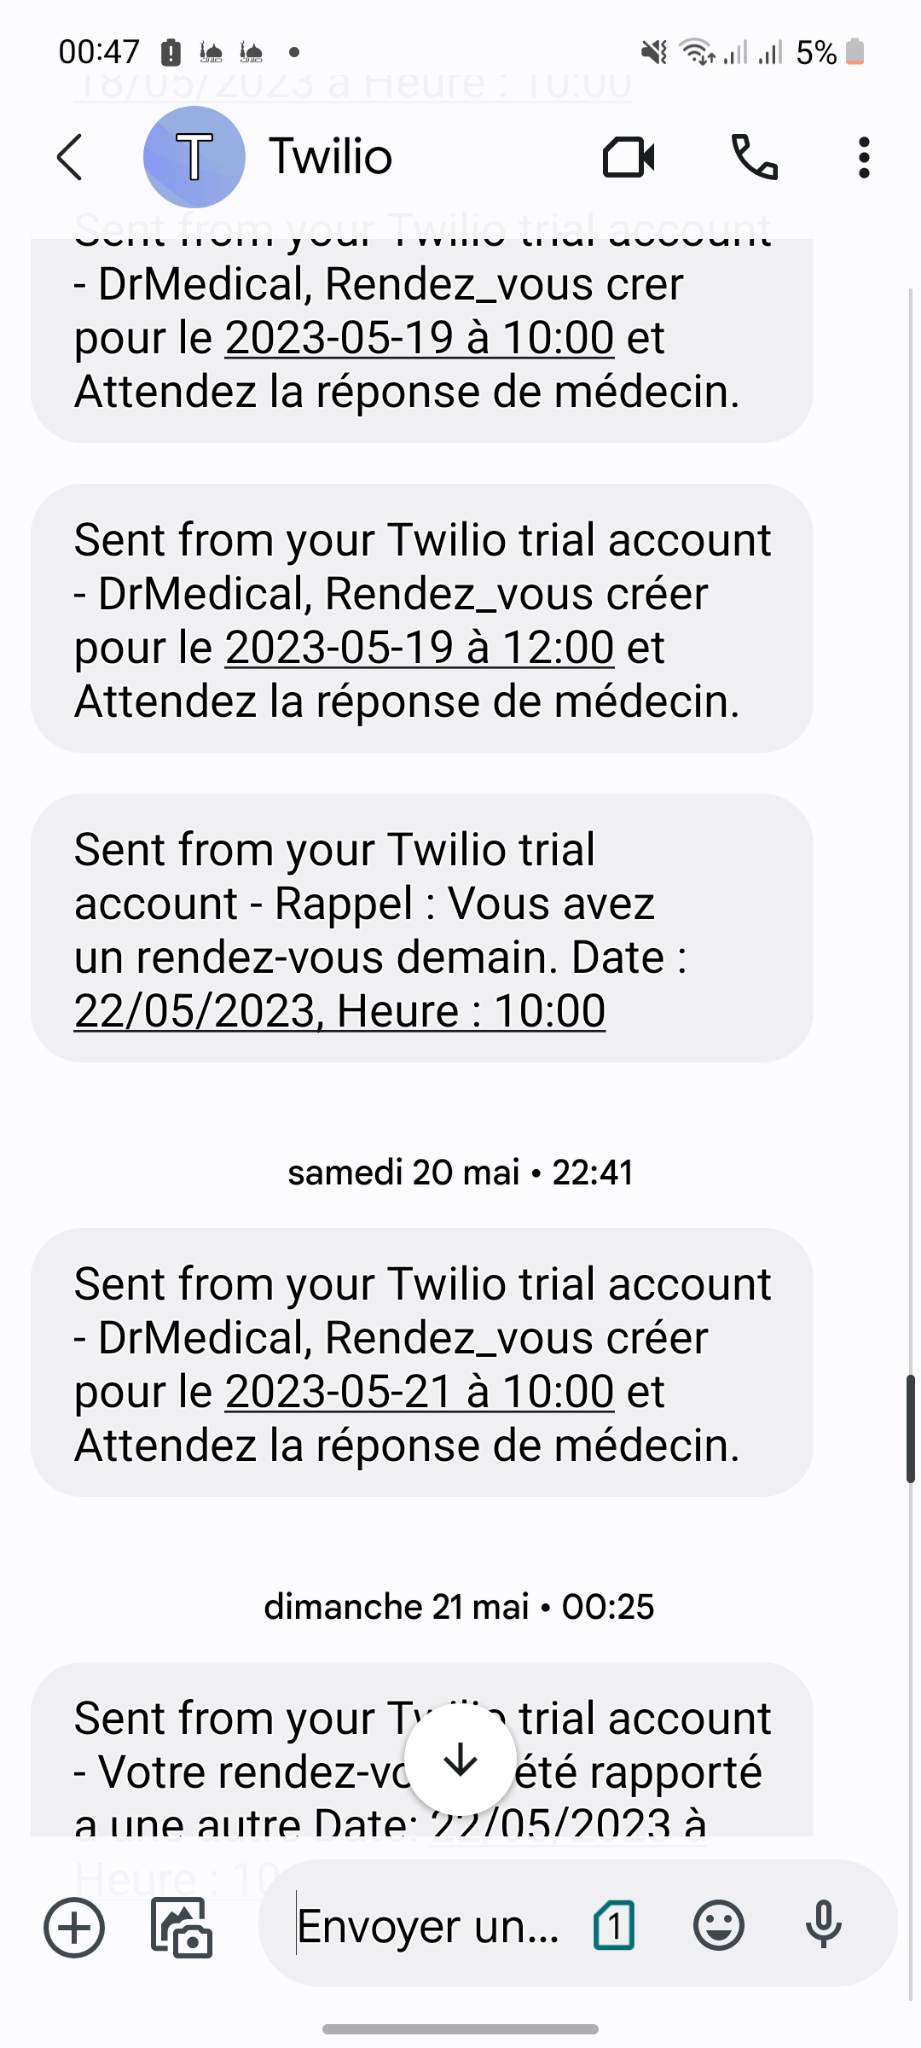 00:47
5%
18/05/2023 à Heure : 10:00
T
Twilio
Sent from your Twilio trial account
- DrMedical, Rendez_vous crer
pour le 2023-05-19 à 10:00 et
Attendez la réponse de médecin.
Sent from your Twilio trial account
- DrMedical, Rendez_vous créer
pour le 2023-05-19 à 12:00 et
Attendez la réponse de médecin.
Sent from your Twilio trial
account - Rappel : Vous avez
un rendez-vous demain. Date :
22/05/2023, Heure : 10:00
samedi 20 mai • 22:41
Sent from your Twilio trial account
- DrMedical, Rendez_vous créer
pour le 2023-05-21 à 10:00 et
Attendez la réponse de médecin.
dimanche 21 mai • 00:25
Sent from your trial account
- Votre été rapporté
a une autre Date: 22/05/2023 à
Heure : 10
Envoyer un...
1